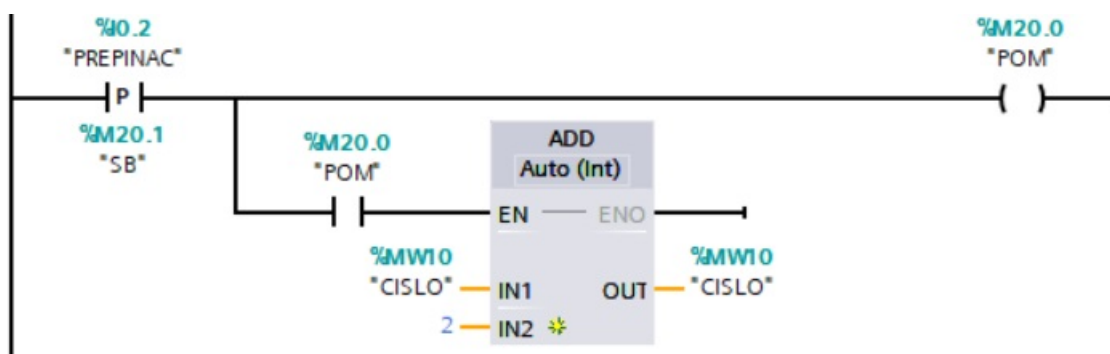 %I0.2
"PREPINAC"
P
%M20.1
"SB"
%M20.0
"POM"
%M20.0
"POM"
ADD
Auto (Int)
EN ENO
%MW10
"CISLO" IN1
2 IN2
OUT
%MW10
"CISLO"